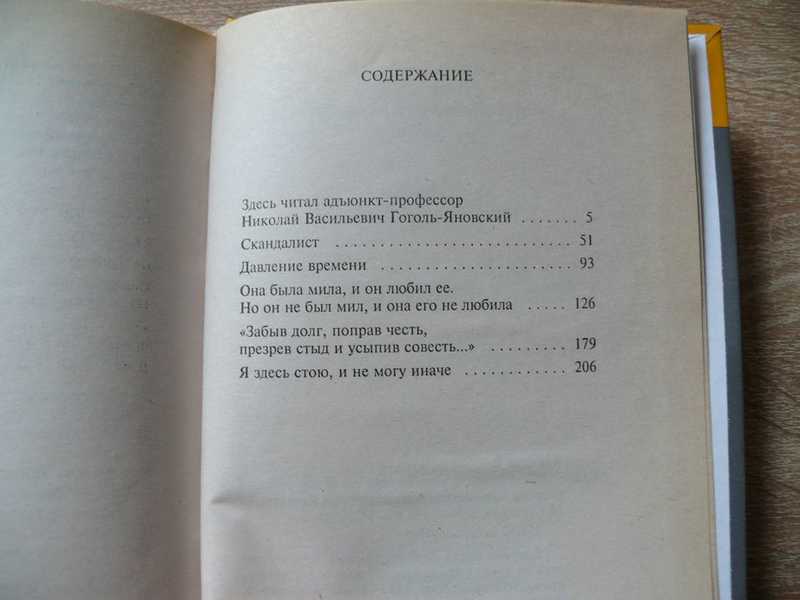 СОДЕРЖАНИЕ
Здесь читал адъюнкт-профессор
Николай Васильевич Гоголь-Яновский . . . . . . . 5
Скандалист . . . . . . . . . . . . . . . . . . . . . . . . . . 51
Давление времени . . . . . . . . . . . . . . . . . . . . . 93
Она была мила, и он любил ее.
Но он не был мил, и она его не любила . . . . . 126
«Забыв долг, поправ честь,
презрев стыд и усыпив совесть...» . . . . . . . . . 179
Я здесь стою, и не могу иначе . . . . . . . . . . . . 206